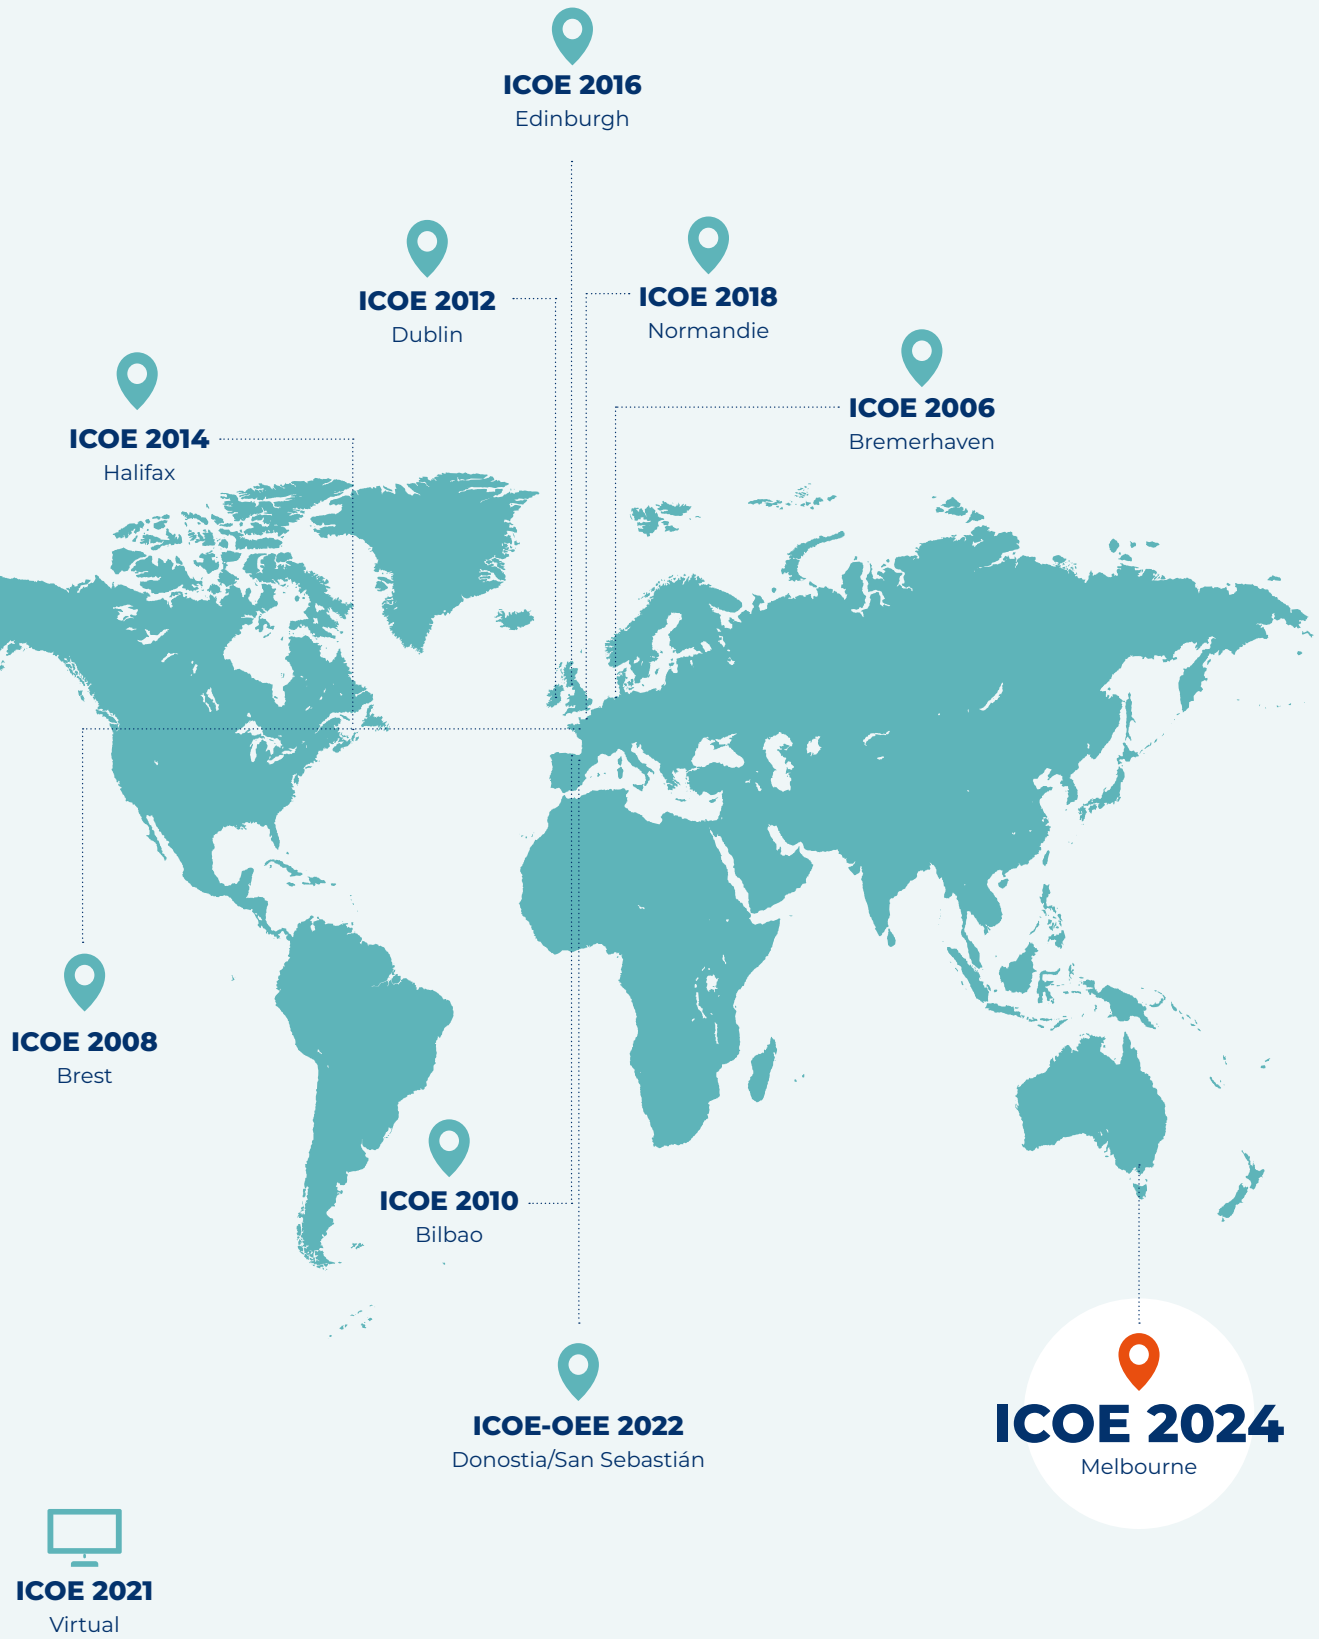 ICOE 2016
Edinburgh
ICOE 2012
Dublin
ICOE 2018
Normandie
ICOE 2014
Halifax
ICOE 2006
Bremerhaven
ICOE 2008
Brest
ICOE 2010
Bilbao
ICOE-OEE 2022
Donostia/San Sebastián
ICOE 2024
Melbourne
ICOE 2021
Virtual